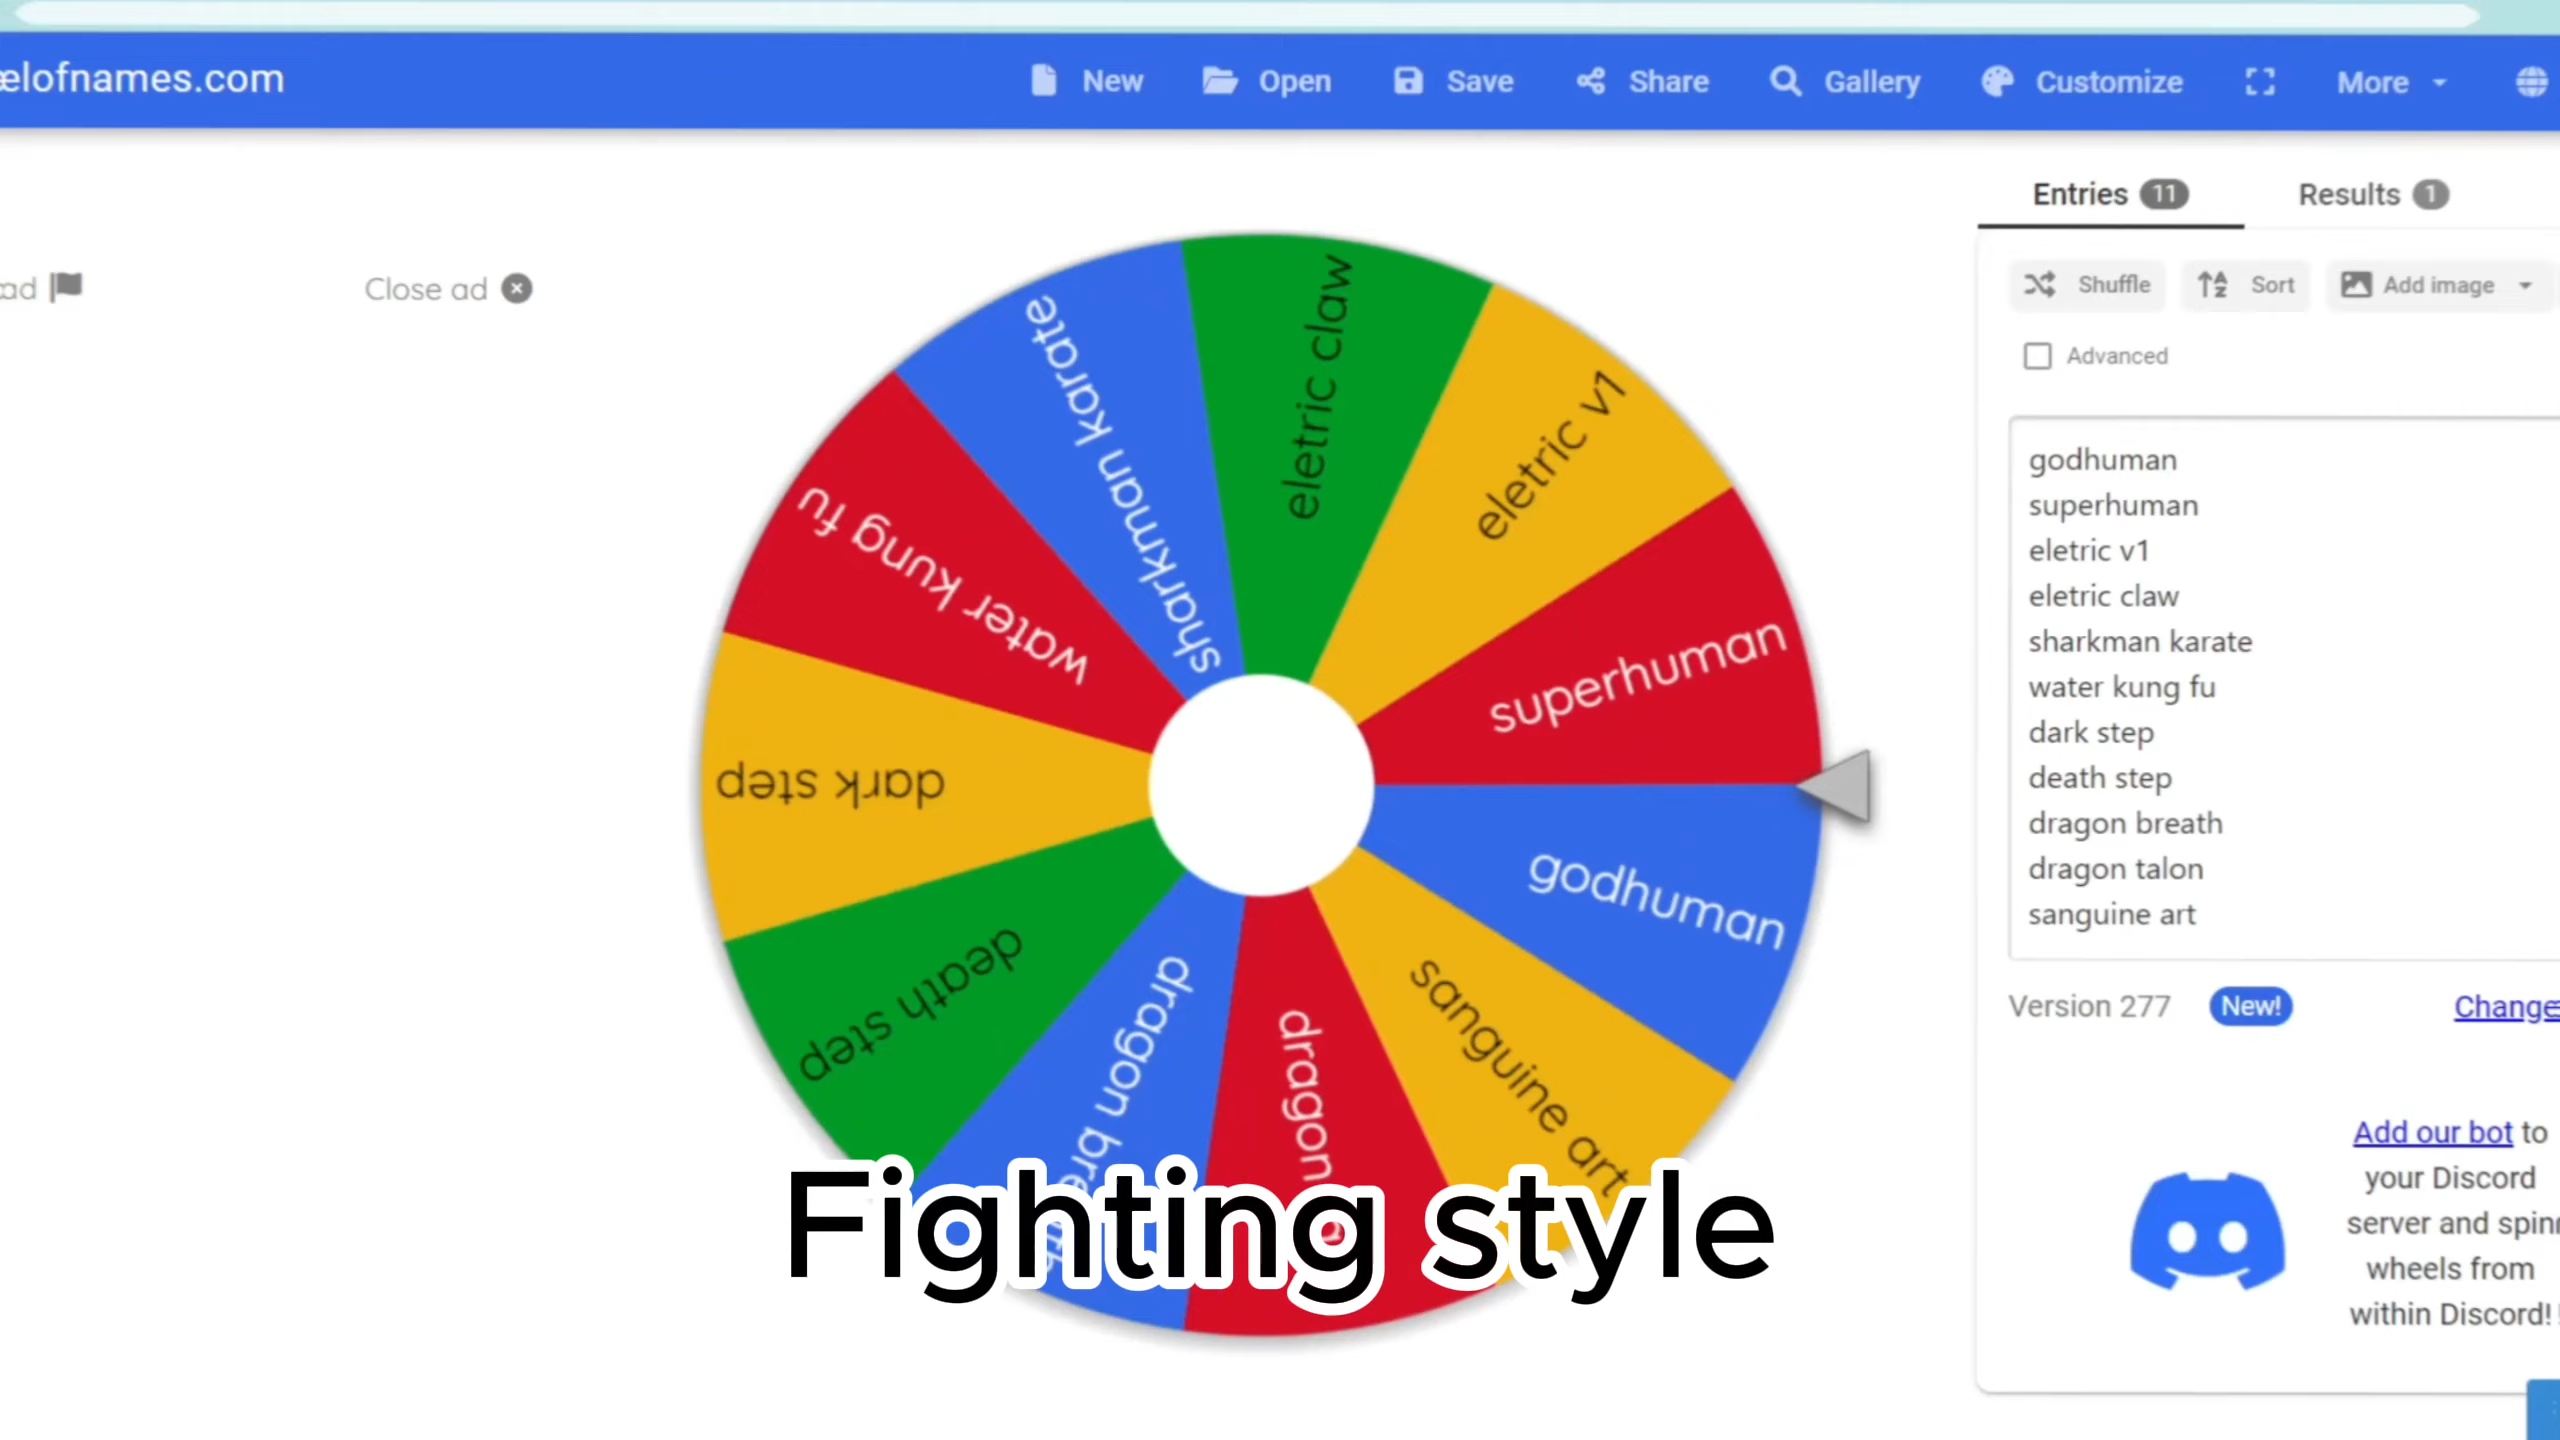 elofnames.com
New Open Save Share Gallery Customize More
ad
Close ad
Entries 11 Results 1
Shuffle Sort Add image
Advanced
godhuman
superhuman
eletric v1
eletric claw
sharkman karate
water kung fu
dark step
death step
dragon breath
dragon talon
sanguine art
Version 277 New! Change
Add our bot to
your Discord
server and spin
wheels from
within Discord!
eletric claw
eletric v1
superhuman
godhuman
sanguine art
dragon
dragon bre
death step
dark step
water kung fu
sharkman karate
Fighting style